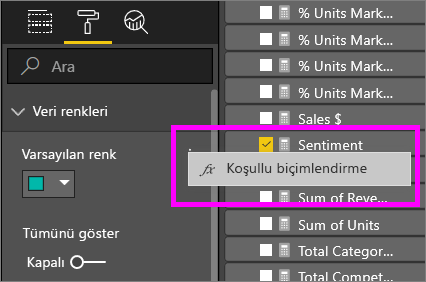 Ara
Veri renkleri
Varsayılan renk
Tümünü göster
Kapalı
% Units Mark...
% Units Mark...
% Units Mark...
% Units Mark...
Sales $
Sentiment
fx Koşullu biçimlendirme
Sum of Reve...
Sum of Units
Total Categor...
Total Compet...